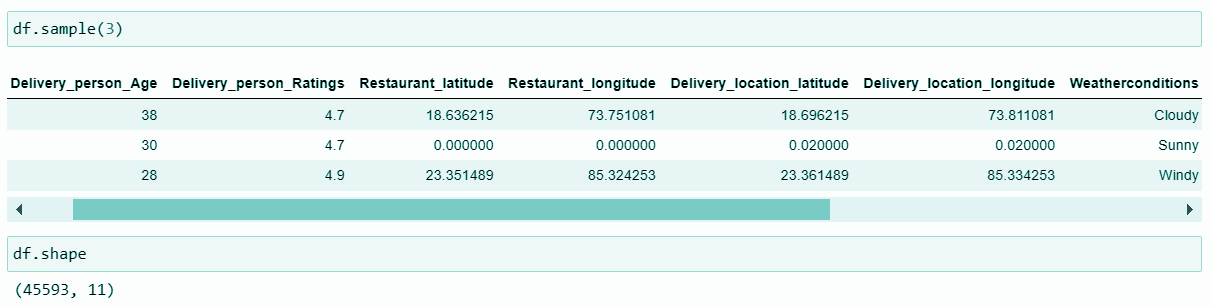 df.sample(3)
Delivery_person_Age Delivery_person_Ratings Restaurant_latitude Restaurant_longitude Delivery_location_latitude Delivery_location_longitude Weatherconditions
38 4.7 18.636215 73.751081 18.696215 73.811081 Cloudy
30 4.7 0.000000 0.000000 0.020000 0.020000 Sunny
28 4.9 23.351489 85.324253 23.361489 85.334253 Windy
df.shape
(45593, 11)